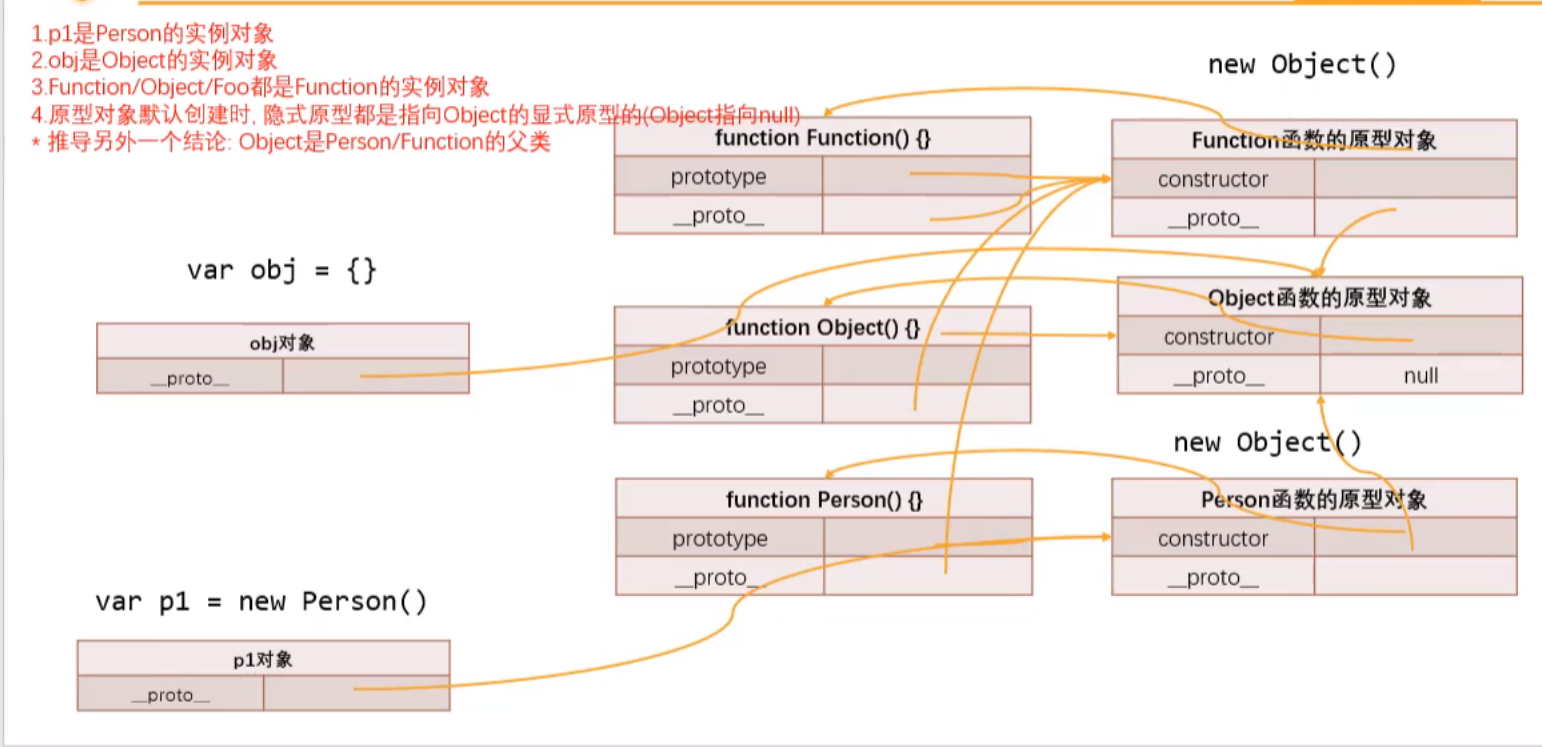 1.p1是Person的实例对象
2.obj是Object的实例对象
3.Function/Object/Foo都是Function的实例对象
4.原型对象默认创建时, 隐式原型都是指向Object的显式原型的(Object指向null)
* 推导另外一个结论: Object是Person/Function的父类
new Object()
function Function() {}
prototype
__proto__
Function函数的原型对象
constructor
__proto__
var obj = {}
obj对象
__proto__
function Object() {}
prototype
__proto__
Object函数的原型对象
constructor
__proto__ null
new Object()
function Person() {}
prototype
__proto__
Person函数的原型对象
constructor
__proto__
var p1 = new Person()
p1对象
__proto__